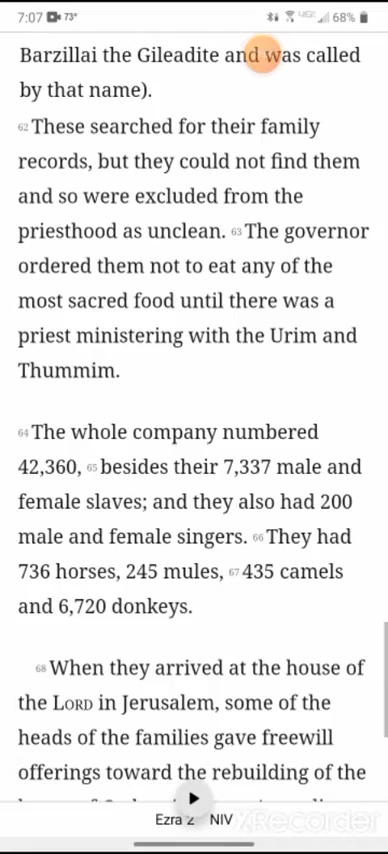 7:07 73° 68%
Barzillai the Gileadite and was called
by that name).
62 These searched for their family
records, but they could not find them
and so were excluded from the
priesthood as unclean. 63 The governor
ordered them not to eat any of the
most sacred food until there was a
priest ministering with the Urim and
Thummim.
64 The whole company numbered
42,360, 65 besides their 7,337 male and
female slaves; and they also had 200
male and female singers. 66 They had
736 horses, 245 mules, 67 435 camels
and 6,720 donkeys.
68 When they arrived at the house of
the LORD in Jerusalem, some of the
heads of the families gave freewill
offerings toward the rebuilding of the
Ezra 2 NIV
XRecorder